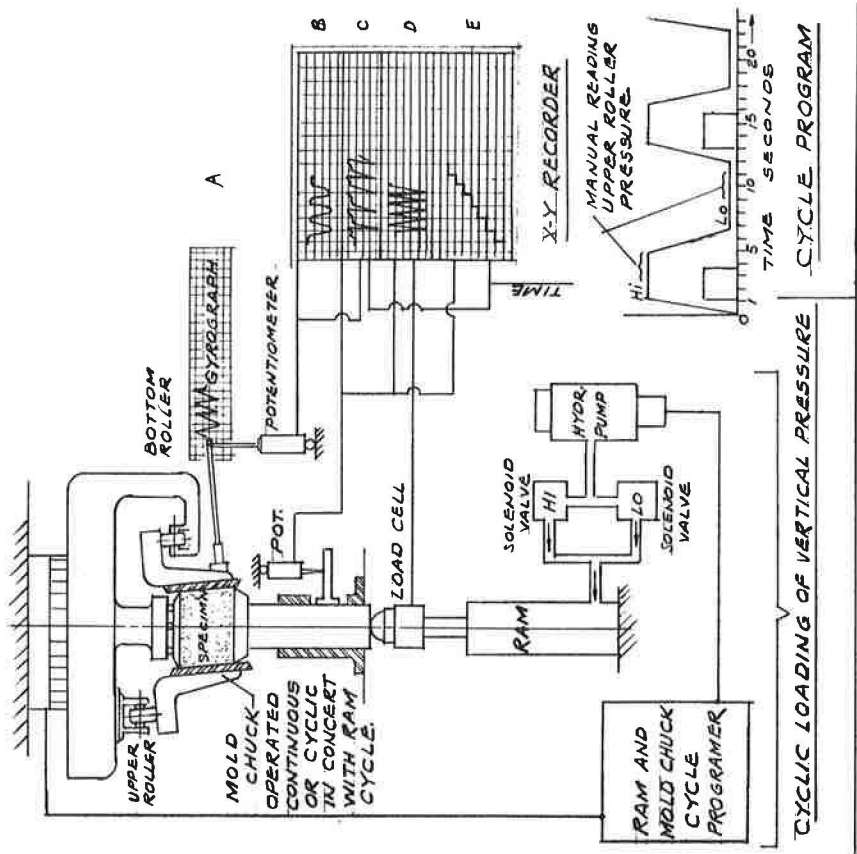 A
BOTTOM
ROLLER
GYROGRAPH
POTENTIOMETER
B
C
D
E
X-Y RECORDER
TIME
UPPER
ROLLER
SPECIMEN
POT.
MOLD
CHUCK
OPERATED
CONTINUOUS
OR CYCLIC
IN CONCERT
WITH RAM
CYCLE.
LOAD CELL
RAM
SOLENOID
VALVE
HI
LO
SOLENOID
VALVE
HYDR.
PUMP
MANUAL READING
UPPER ROLLER
PRESSURE
Hi
Lo
0 1 5 10 15 20
TIME SECONDS
CYCLE PROGRAM
RAM AND
MOLD CHUCK
CYCLE
PROGRAMER
CYCLIC LOADING OF VERTICAL PRESSURE